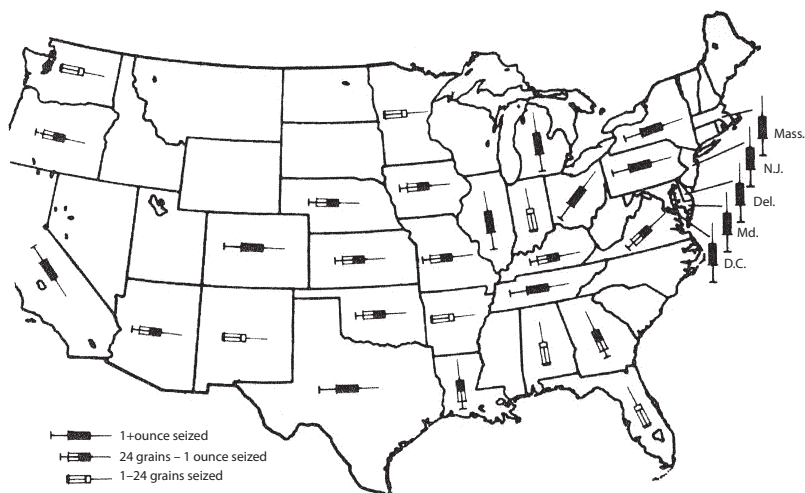 Mass.
N.J.
Del.
Md.
D.C.
1+ounce seized
24 grains – 1 ounce seized
1–24 grains seized